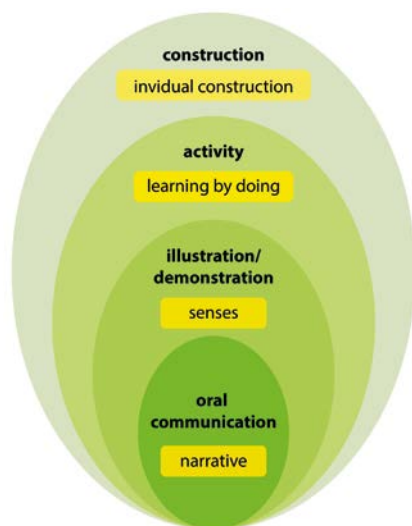 construction
invidual construction
activity
learning by doing
illustration/
demonstration
senses
oral
communication
narrative